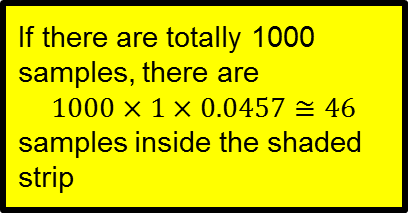 If there are totally 1000
samples, there are
1000 × 1 × 0.0457 ≅ 46
samples inside the shaded
strip